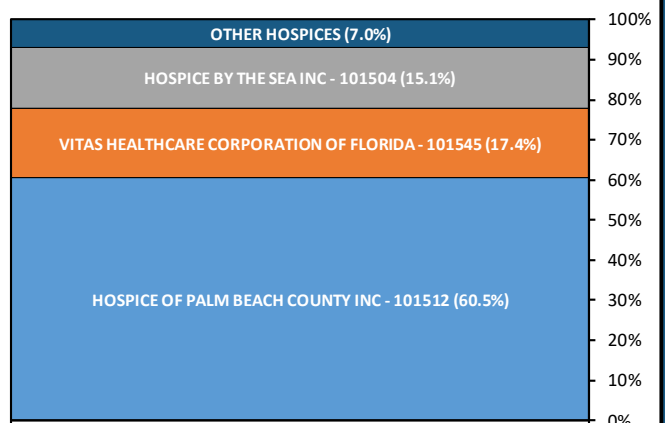 100%
OTHER HOSPICES (7.0%)
90%
HOSPICE BY THE SEA INC - 101504 (15.1%)
80%
70%
VITAS HEALTHCARE CORPORATION OF FLORIDA - 101545 (17.4%)
60%
50%
40%
HOSPICE OF PALM BEACH COUNTY INC - 101512 (60.5%)
30%
20%
10%
0%